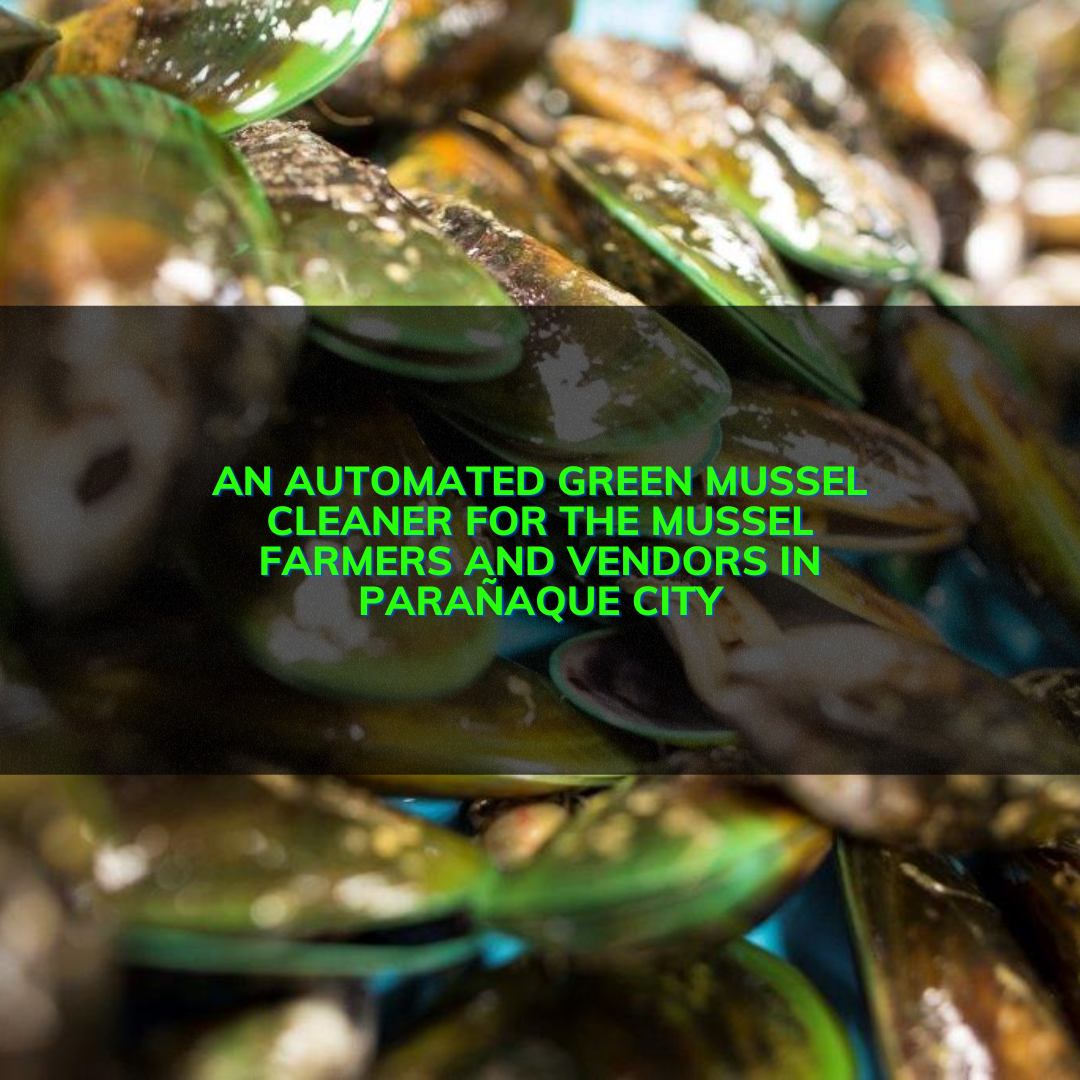 AN AUTOMATED GREEN MUSSEL
CLEANER FOR THE MUSSEL
FARMERS AND VENDORS IN
PARAÑAQUE CITY